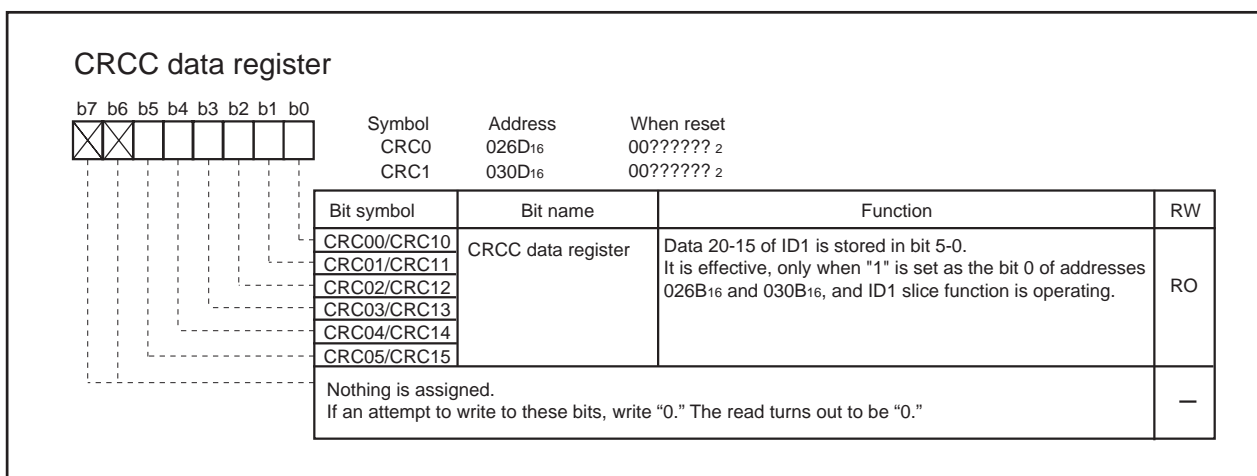 CRCC data register
b7 b6 b5 b4 b3 b2 b1 b0
Symbol Address When reset
CRC0 026D16 00?????? 2
CRC1 030D16 00?????? 2
Bit symbol Bit name Function RW
CRC00/CRC10 CRCC data register Data 20-15 of ID1 is stored in bit 5-0.
CRC01/CRC11 It is effective, only when "1" is set as the bit 0 of addresses
CRC02/CRC12 026B16 and 030B16, and ID1 slice function is operating. RO
CRC03/CRC13
CRC04/CRC14
CRC05/CRC15
Nothing is assigned.
If an attempt to write to these bits, write “0.” The read turns out to be “0.” –